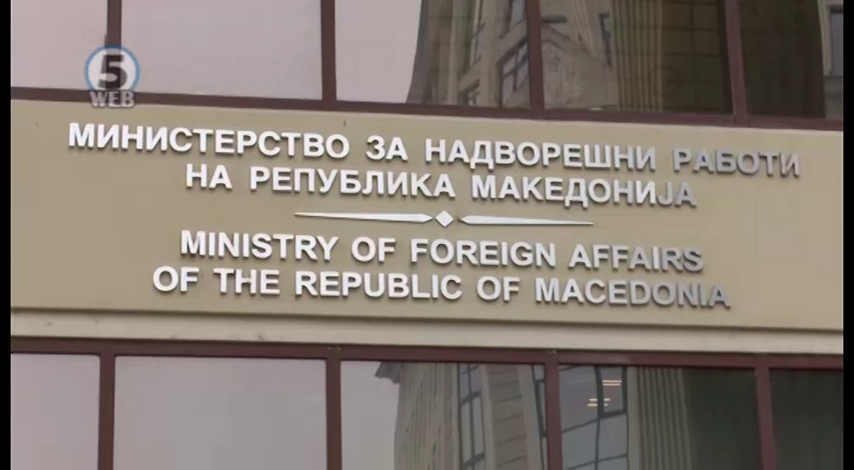 5
WEB
МИНИСТЕРСТВО ЗА НАДВОРЕШНИ РАБОТИ
НА РЕПУБЛИКА МАКЕДОНИЈА
MINISTRY OF FOREIGN AFFAIRS
OF THE REPUBLIC OF MACEDONIA